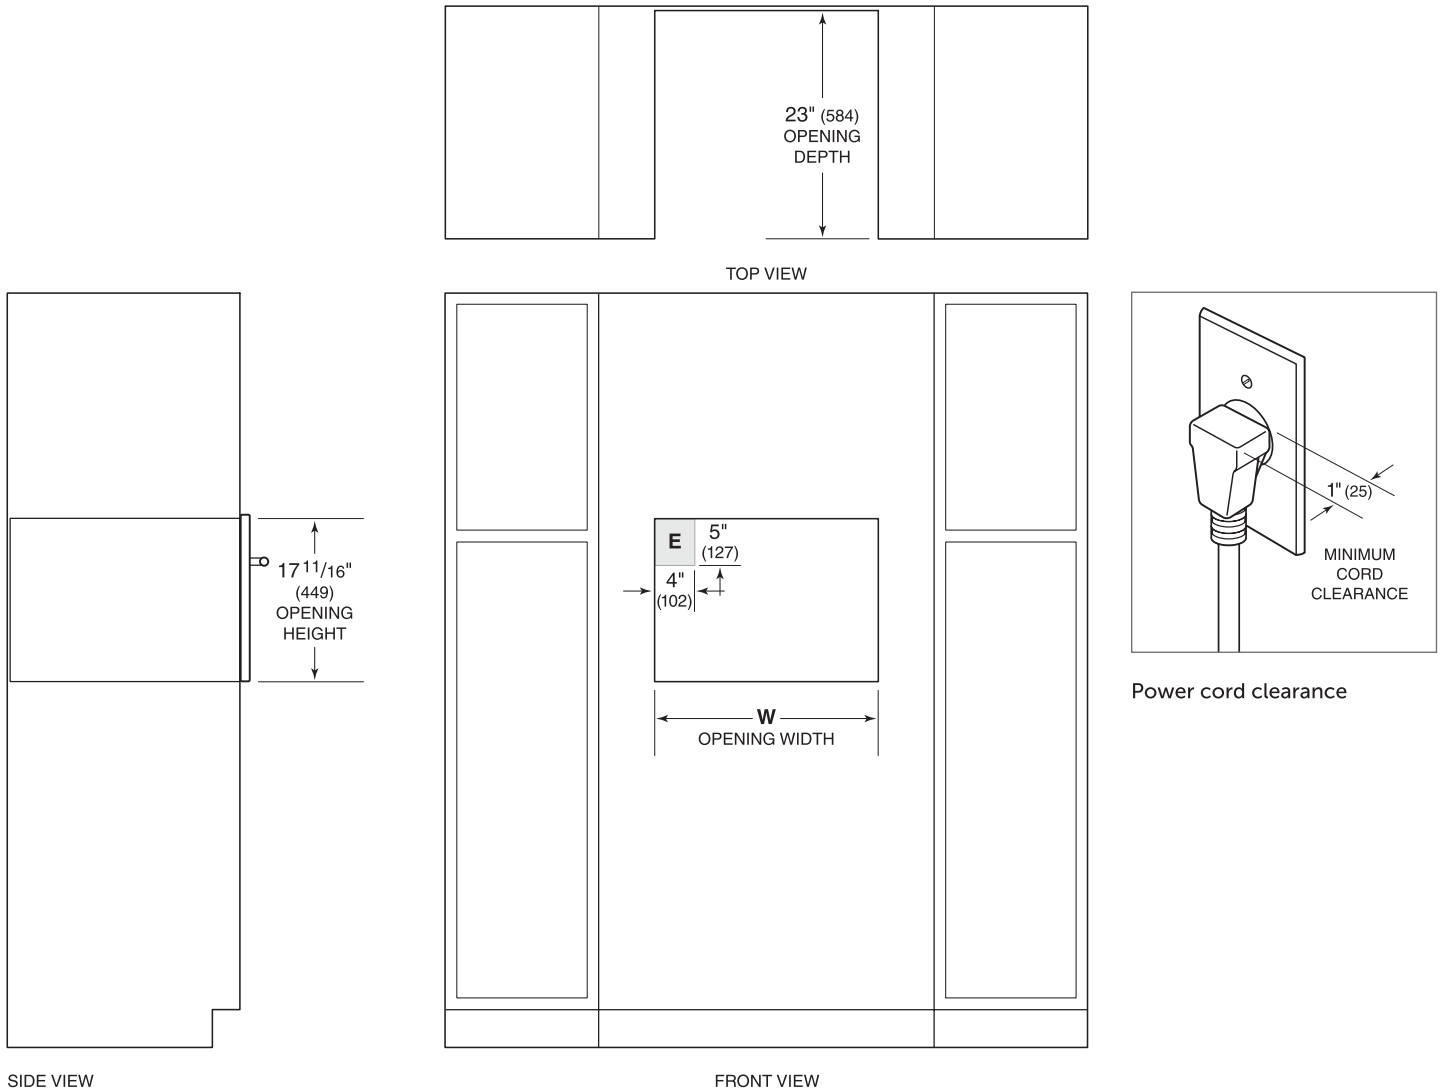 23" (584)
OPENING
DEPTH
TOP VIEW
17 11/16"
(449)
OPENING
HEIGHT
E
5"
(127)
4"
(102)
W
OPENING WIDTH
1" (25)
MINIMUM
CORD
CLEARANCE
Power cord clearance
SIDE VIEW
FRONT VIEW